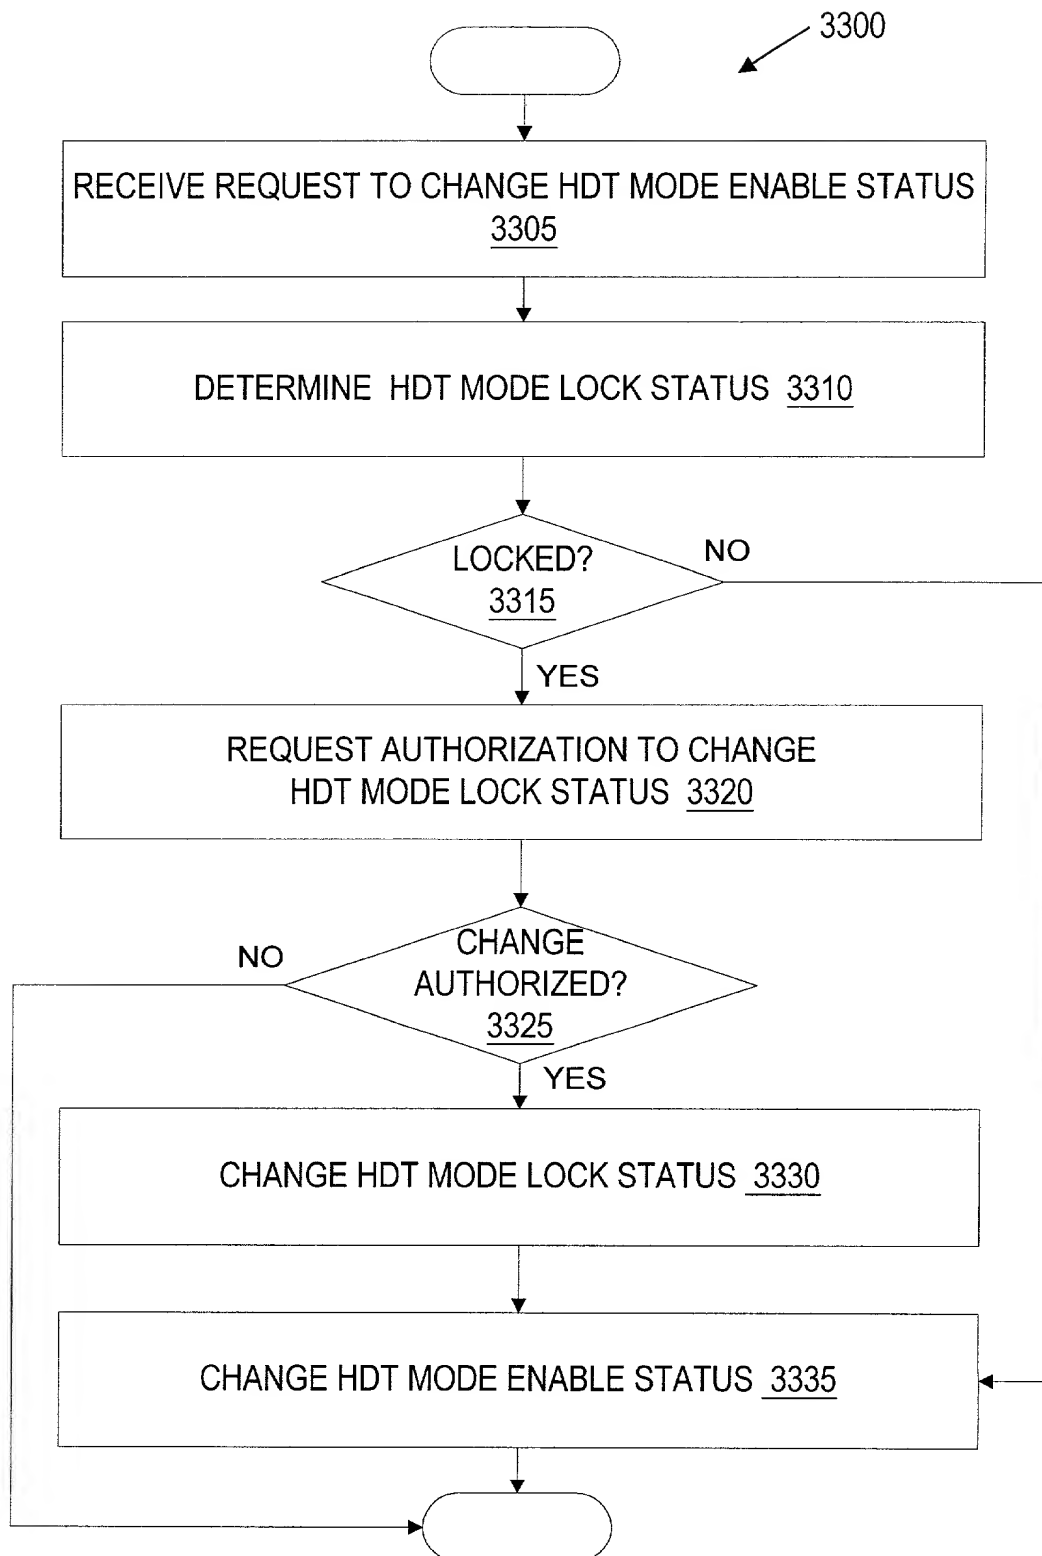 3300
RECEIVE REQUEST TO CHANGE HDT MODE ENABLE STATUS
3305
DETERMINE HDT MODE LOCK STATUS 3310
LOCKED?
3315
NO
YES
REQUEST AUTHORIZATION TO CHANGE
HDT MODE LOCK STATUS 3320
NO
CHANGE
AUTHORIZED?
3325
YES
CHANGE HDT MODE LOCK STATUS 3330
CHANGE HDT MODE ENABLE STATUS 3335